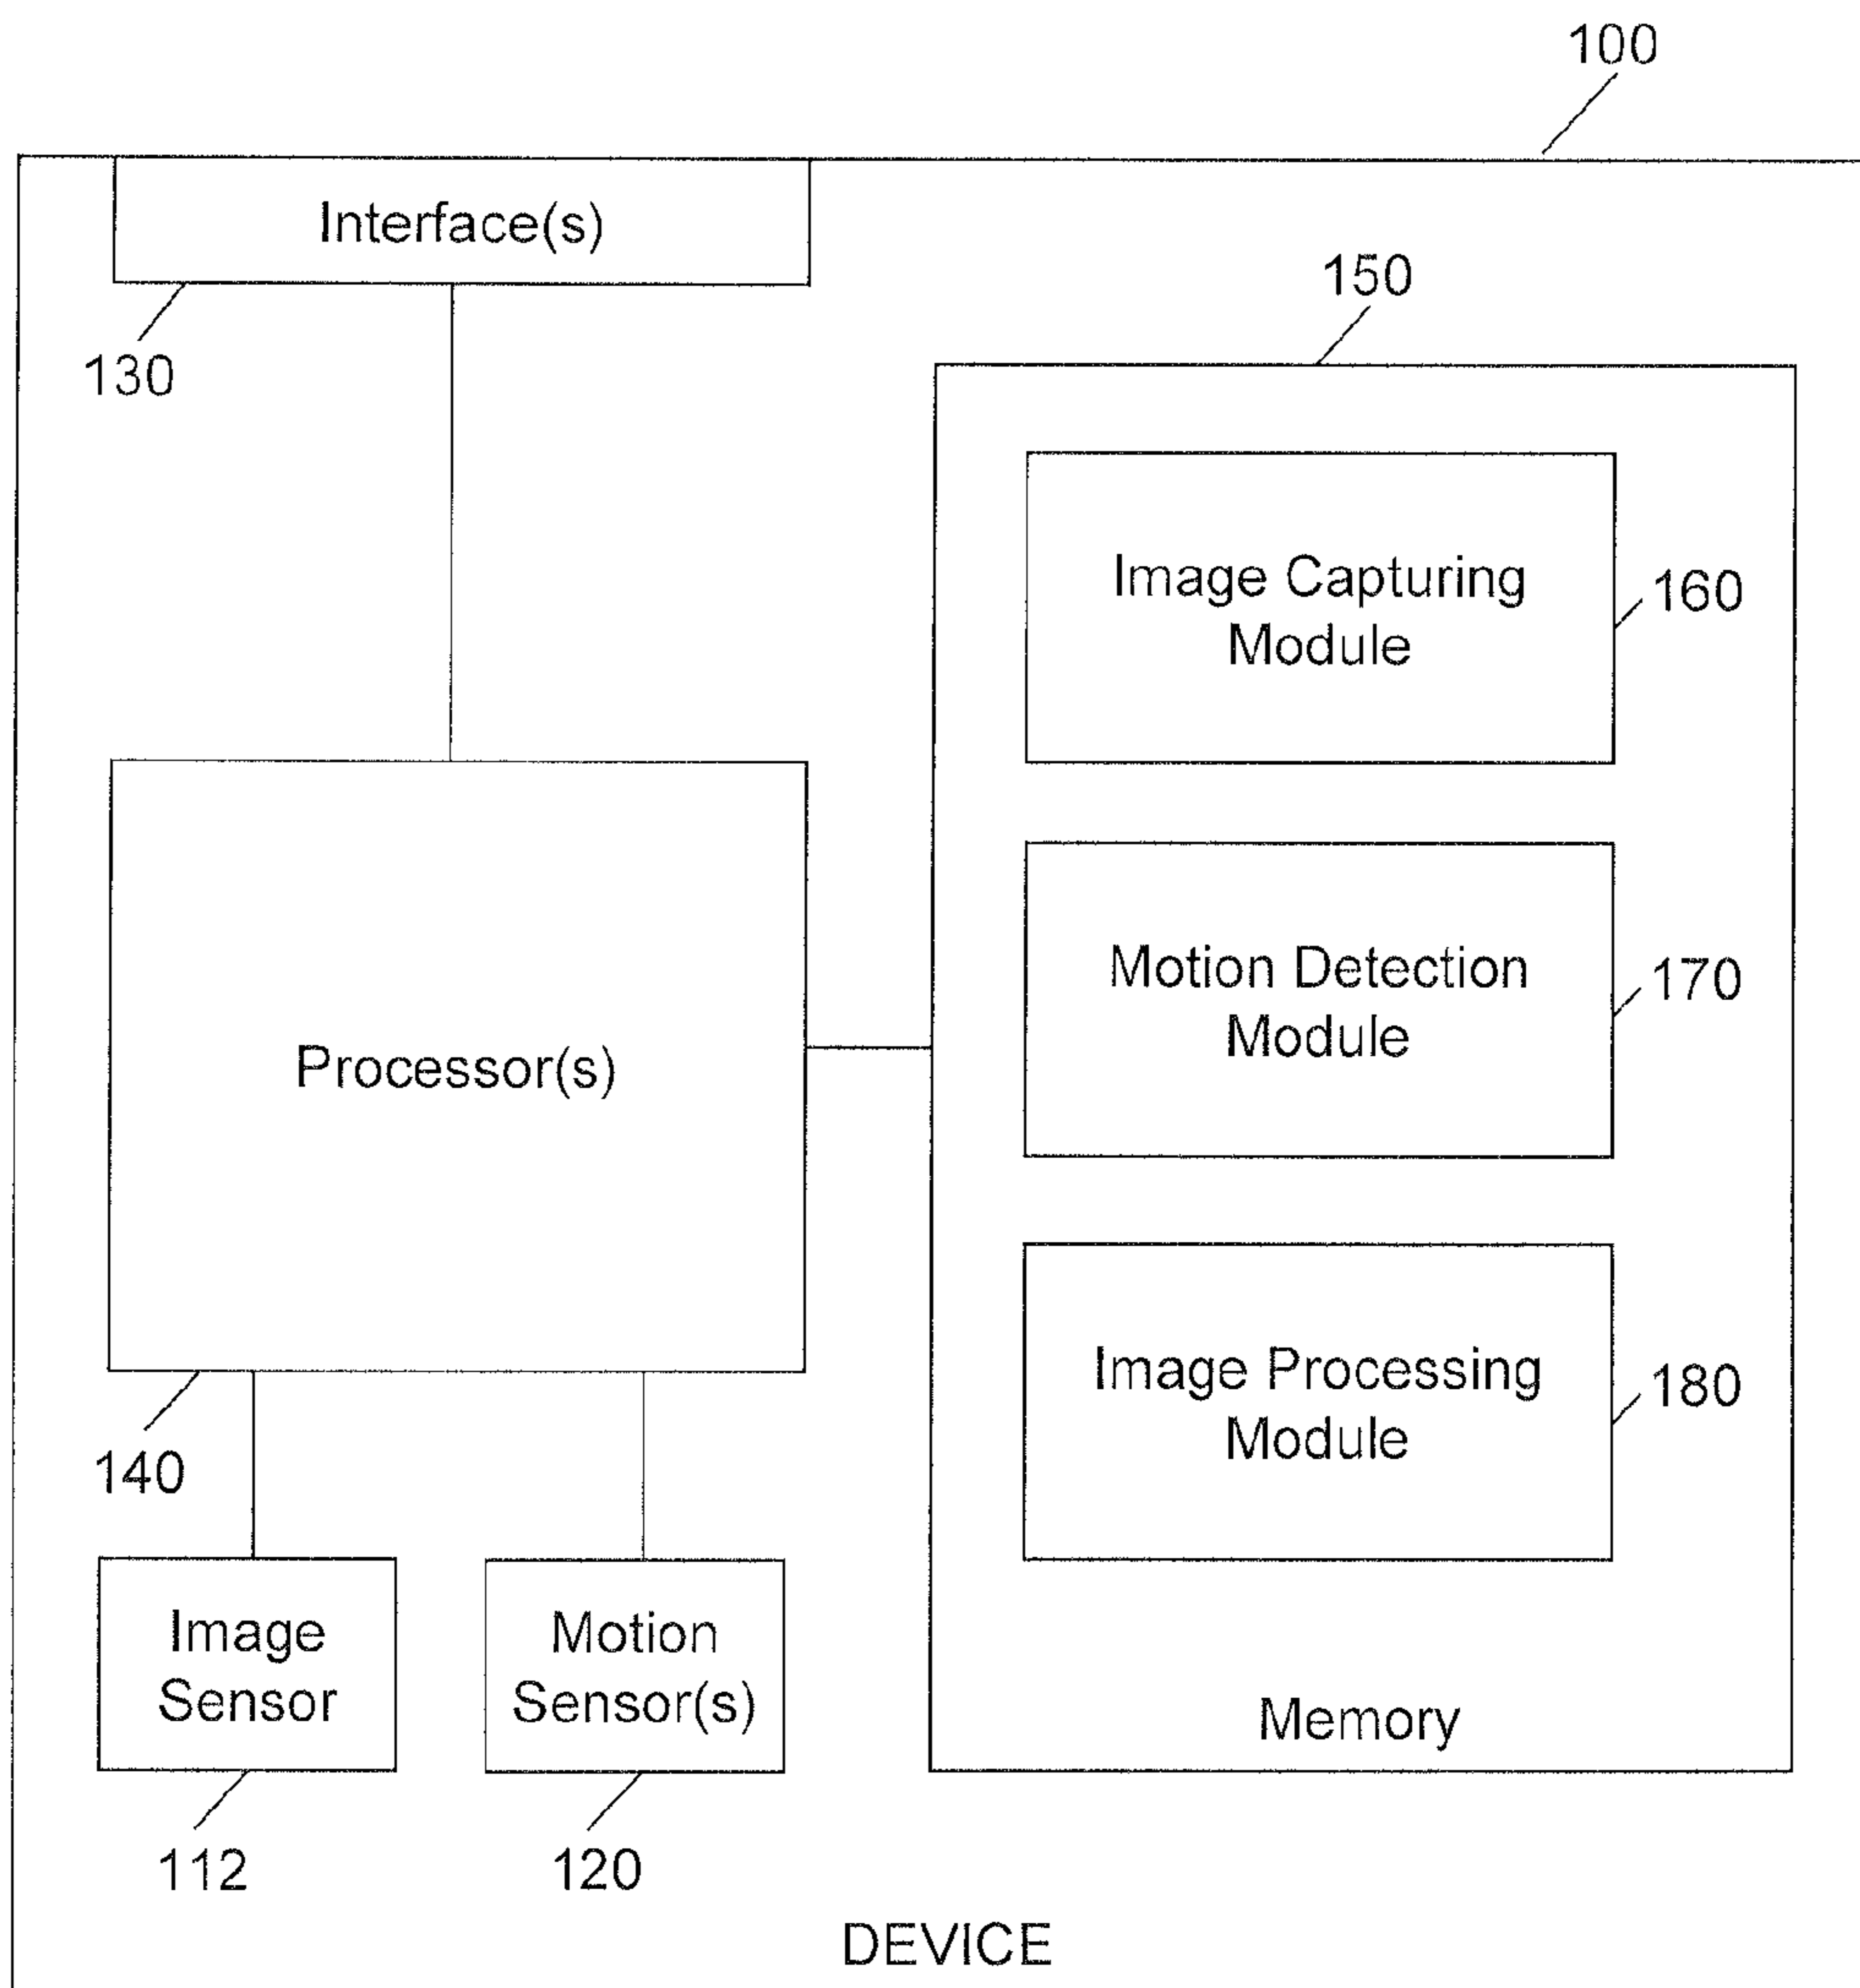 100
Interface(s)
130
150
Image Capturing
Module
160
Motion Detection
Module
170
Processor(s)
Image Processing
Module
180
140
Image
Sensor
Motion
Sensor(s)
Memory
112
120
DEVICE